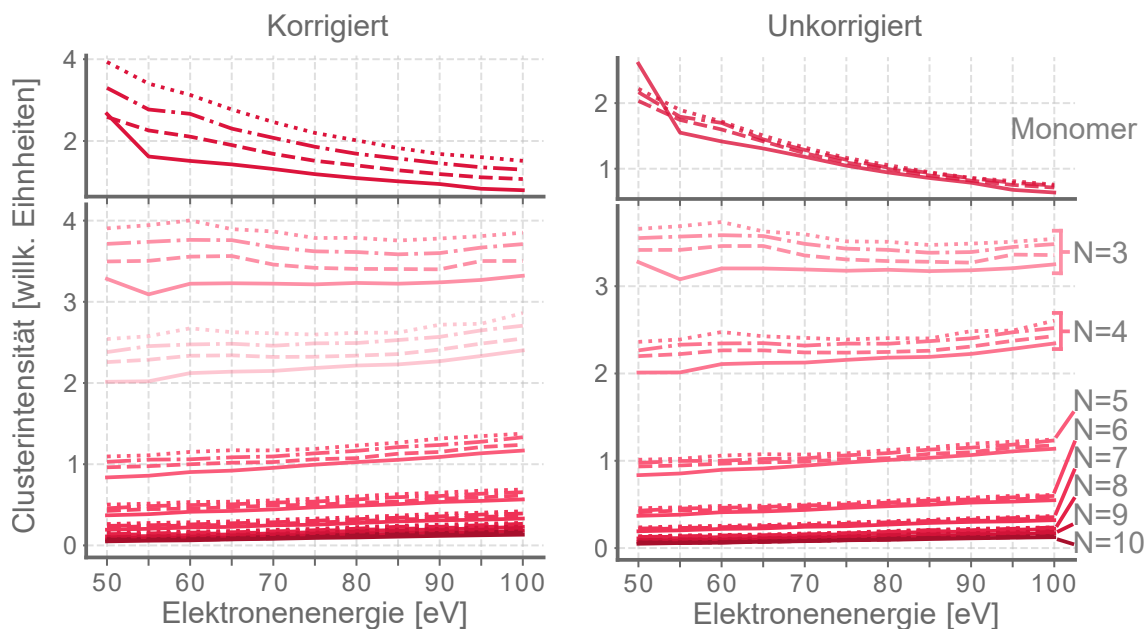 Korrigiert
Unkorrigiert
Clusterintensität [willk. Eihnheiten]
4
2
4
3
2
1
0
50 60 70 80 90 100
Elektronenenergie [eV]
2
1
Monomer
3
2
1
0
N=3
N=4
N=5
N=6
N=7
N=8
N=9
N=10
50 60 70 80 90 100
Elektronenenergie [eV]